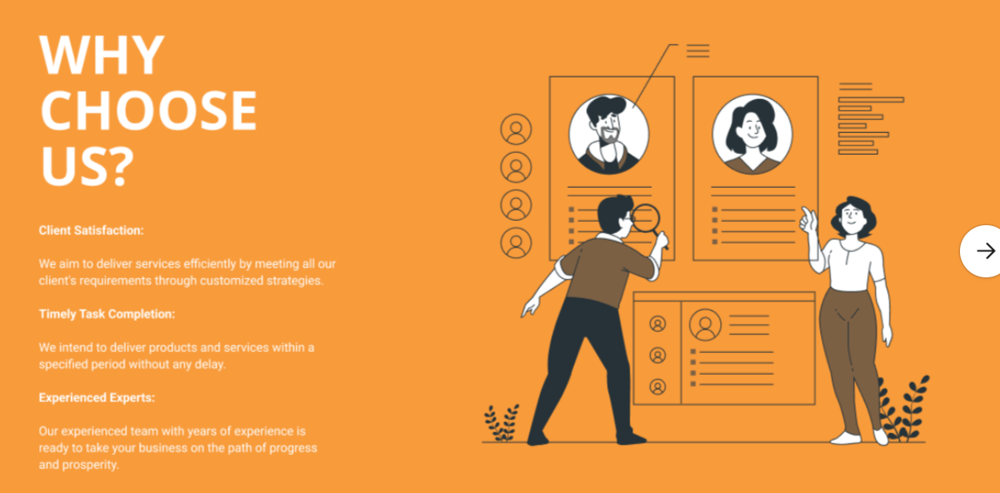 WHY
CHOOSE
US?
Client Satisfaction:
We aim to deliver services efficiently by meeting all our
client's requirements through customized strategies.
Timely Task Completion:
We intend to deliver products and services within a
specified period without any delay.
Experienced Experts:
Our experienced team with years of experience is
ready to take your business on the path of progress
and prosperity.